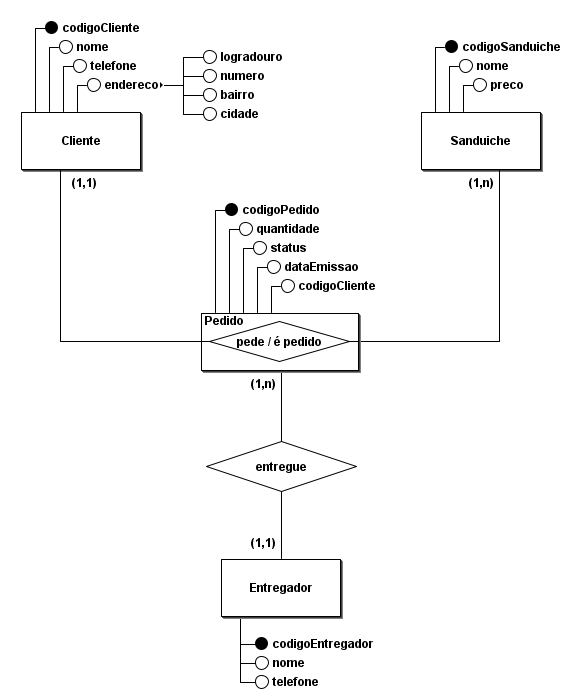 codigoCliente
nome
telefone
endereco
logradouro
numero
bairro
cidade
Cliente
(1,1)
codigoSanduiche
nome
preco
Sanduiche
(1,n)
codigoPedido
quantidade
status
dataEmissao
codigoCliente
Pedido
pede / é pedido
(1,n)
entregue
(1,1)
Entregador
codigoEntregador
nome
telefone